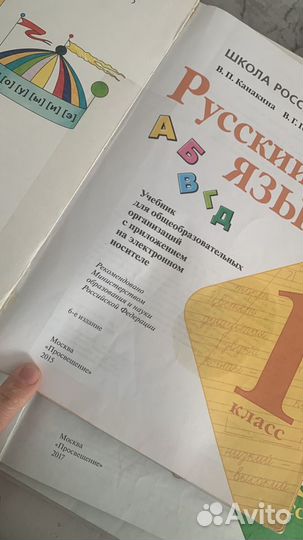 [о] [у] [ы] [и] [э]
ШКОЛА РОСС
В. П. Канакина В. Г.
Русский
ЯЗЫ
А Б
В Г Д
Учебник
для общеобразовательных
организаций
с приложением
на электронном
носителе
Рекомендовано
Министерством
образования и науки
Российской Федерации
6-е издание
1
класс
Москва
«Просвещение»
2015
Москва
«Просвещение»
2017
Avito